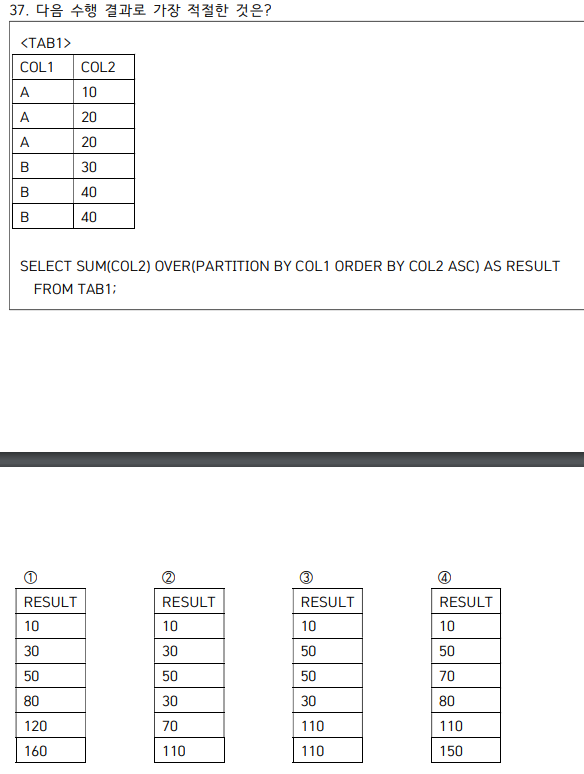 37. 다음 수행 결과로 가장 적절한 것은?
<TAB1>
COL1 COL2
A 10
A 20
A 20
B 30
B 40
B 40
SELECT SUM(COL2) OVER(PARTITION BY COL1 ORDER BY COL2 ASC) AS RESULT
FROM TAB1;
① ② ③ ④
RESULT RESULT RESULT RESULT
10 10 10 10
30 30 50 50
50 50 50 70
80 30 30 80
120 70 110 110
160 110 110 150